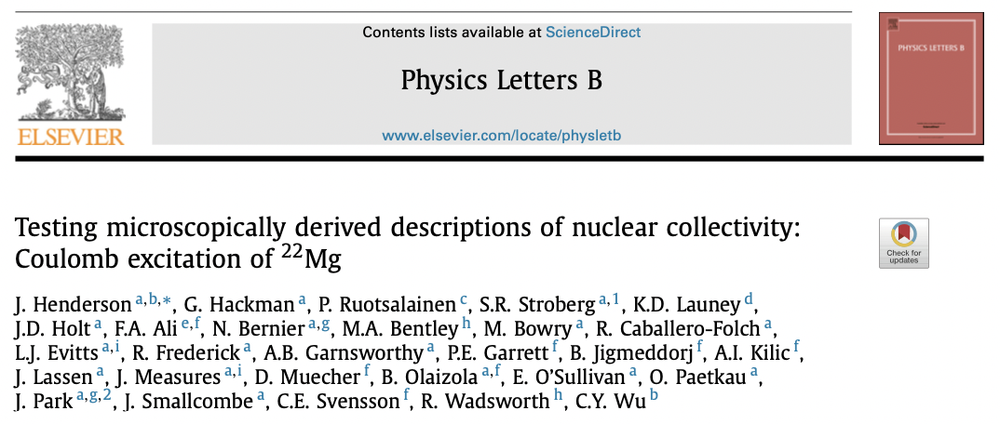 Contents lists available at ScienceDirect
Physics Letters B
www.elsevier.com/locate/physletb
ELSEVIER
PHYSICS LETTERS B
Testing microscopically derived descriptions of nuclear collectivity:
Coulomb excitation of ²²Mg
Check for
updates
J. Henderson a,b,*, G. Hackman a, P. Ruotsalainen c, S.R. Stroberg a,1, K.D. Launey d,
J.D. Holt a, F.A. Ali e,f, N. Bernier a,g, M.A. Bentley h, M. Bowry a, R. Caballero-Folch a,
L.J. Evitts a,i, R. Frederick a, A.B. Garnsworthy a, P.E. Garrett f, B. Jigmeddorj f, A.I. Kilic f,
J. Lassen a, J. Measures a,i, D. Muecher f, B. Olaizola a,f, E. O'Sullivan a, O. Paetkau a,
J. Park a,g,2, J. Smallcombe a, C.E. Svensson f, R. Wadsworth h, C.Y. Wu b